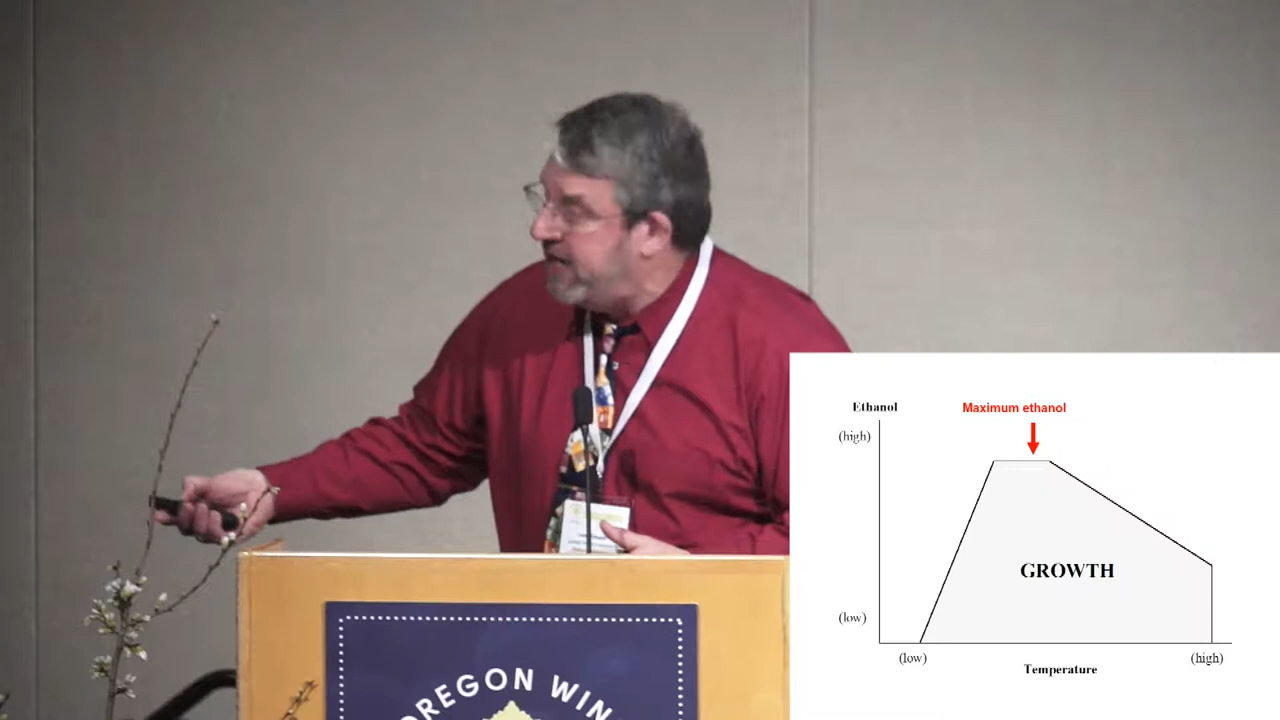 OREGON WIN
Ethanol
Maximum ethanol
(high)
GROWTH
(low)
(low)
(high)
Temperature